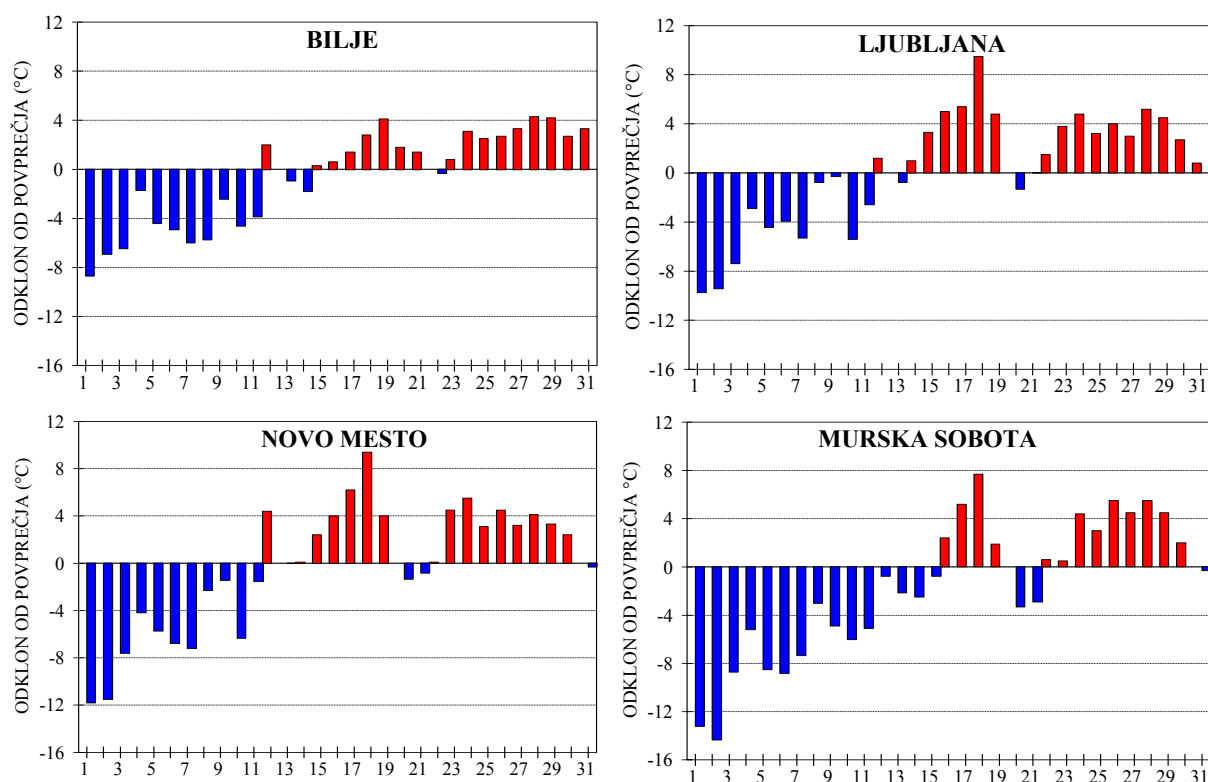 BILJE
ODKLON OD POVPREČJA (°C)
12
8
4
0
-4
-8
-12
-16
1 3 5 7 9 11 13 15 17 19 21 23 25 27 29 31
LJUBLJANA
ODKLON OD POVPREČJA (°C)
12
8
4
0
-4
-8
-12
-16
1 3 5 7 9 11 13 15 17 19 21 23 25 27 29 31
NOVO MESTO
ODKLON OD POVPREČJA (°C)
12
8
4
0
-4
-8
-12
-16
1 3 5 7 9 11 13 15 17 19 21 23 25 27 29 31
MURSKA SOBOTA
ODKLON OD POVPREČJA °C)
12
8
4
0
-4
-8
-12
-16
1 3 5 7 9 11 13 15 17 19 21 23 25 27 29 31